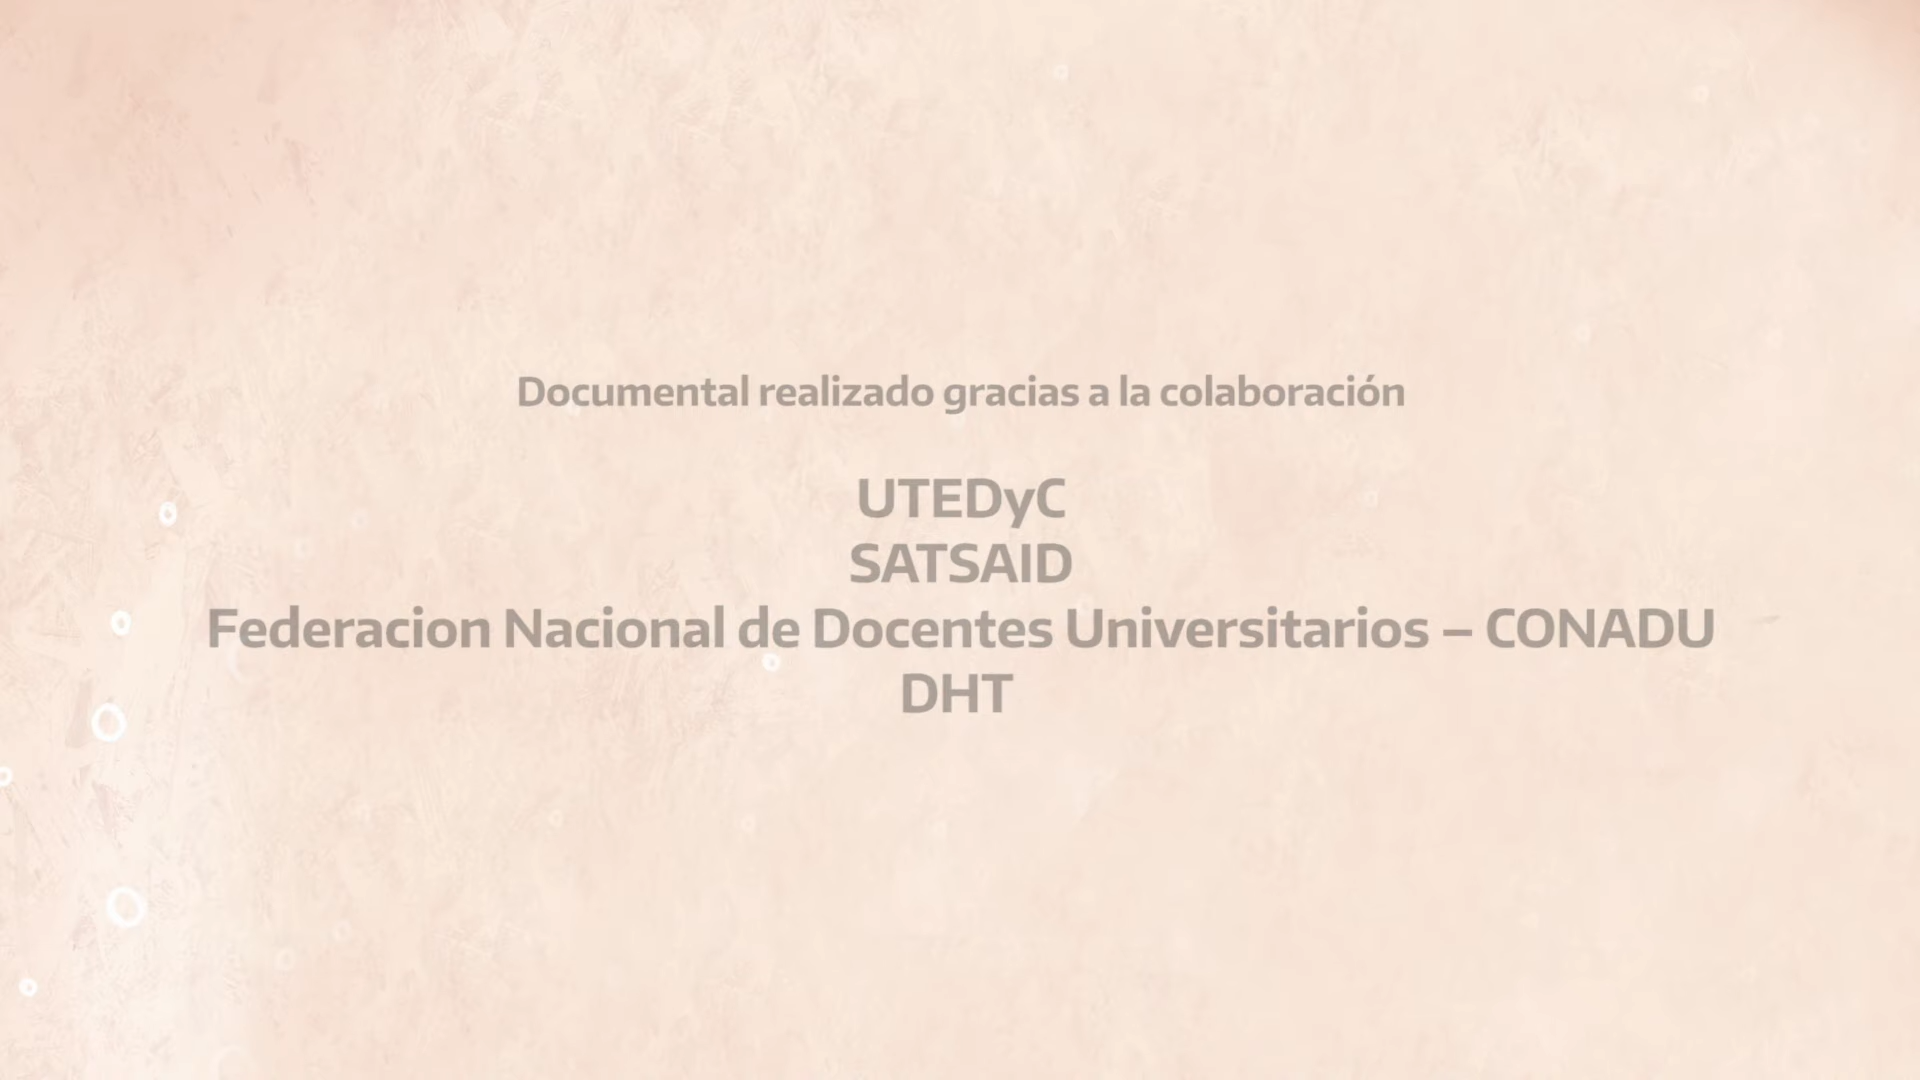 Documental realizado gracias a la colaboración
UTEDyC
SATSAID
Federacion Nacional de Docentes Universitarios – CONADU
DHT